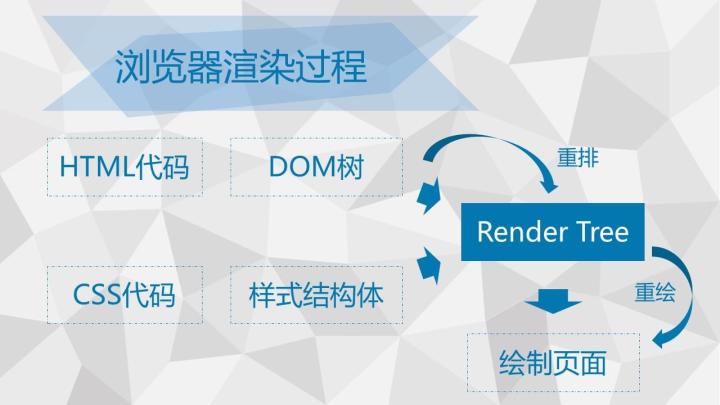 浏览器渲染过程
HTML代码
DOM树
重排
Render Tree
CSS代码
样式结构体
重绘
绘制页面